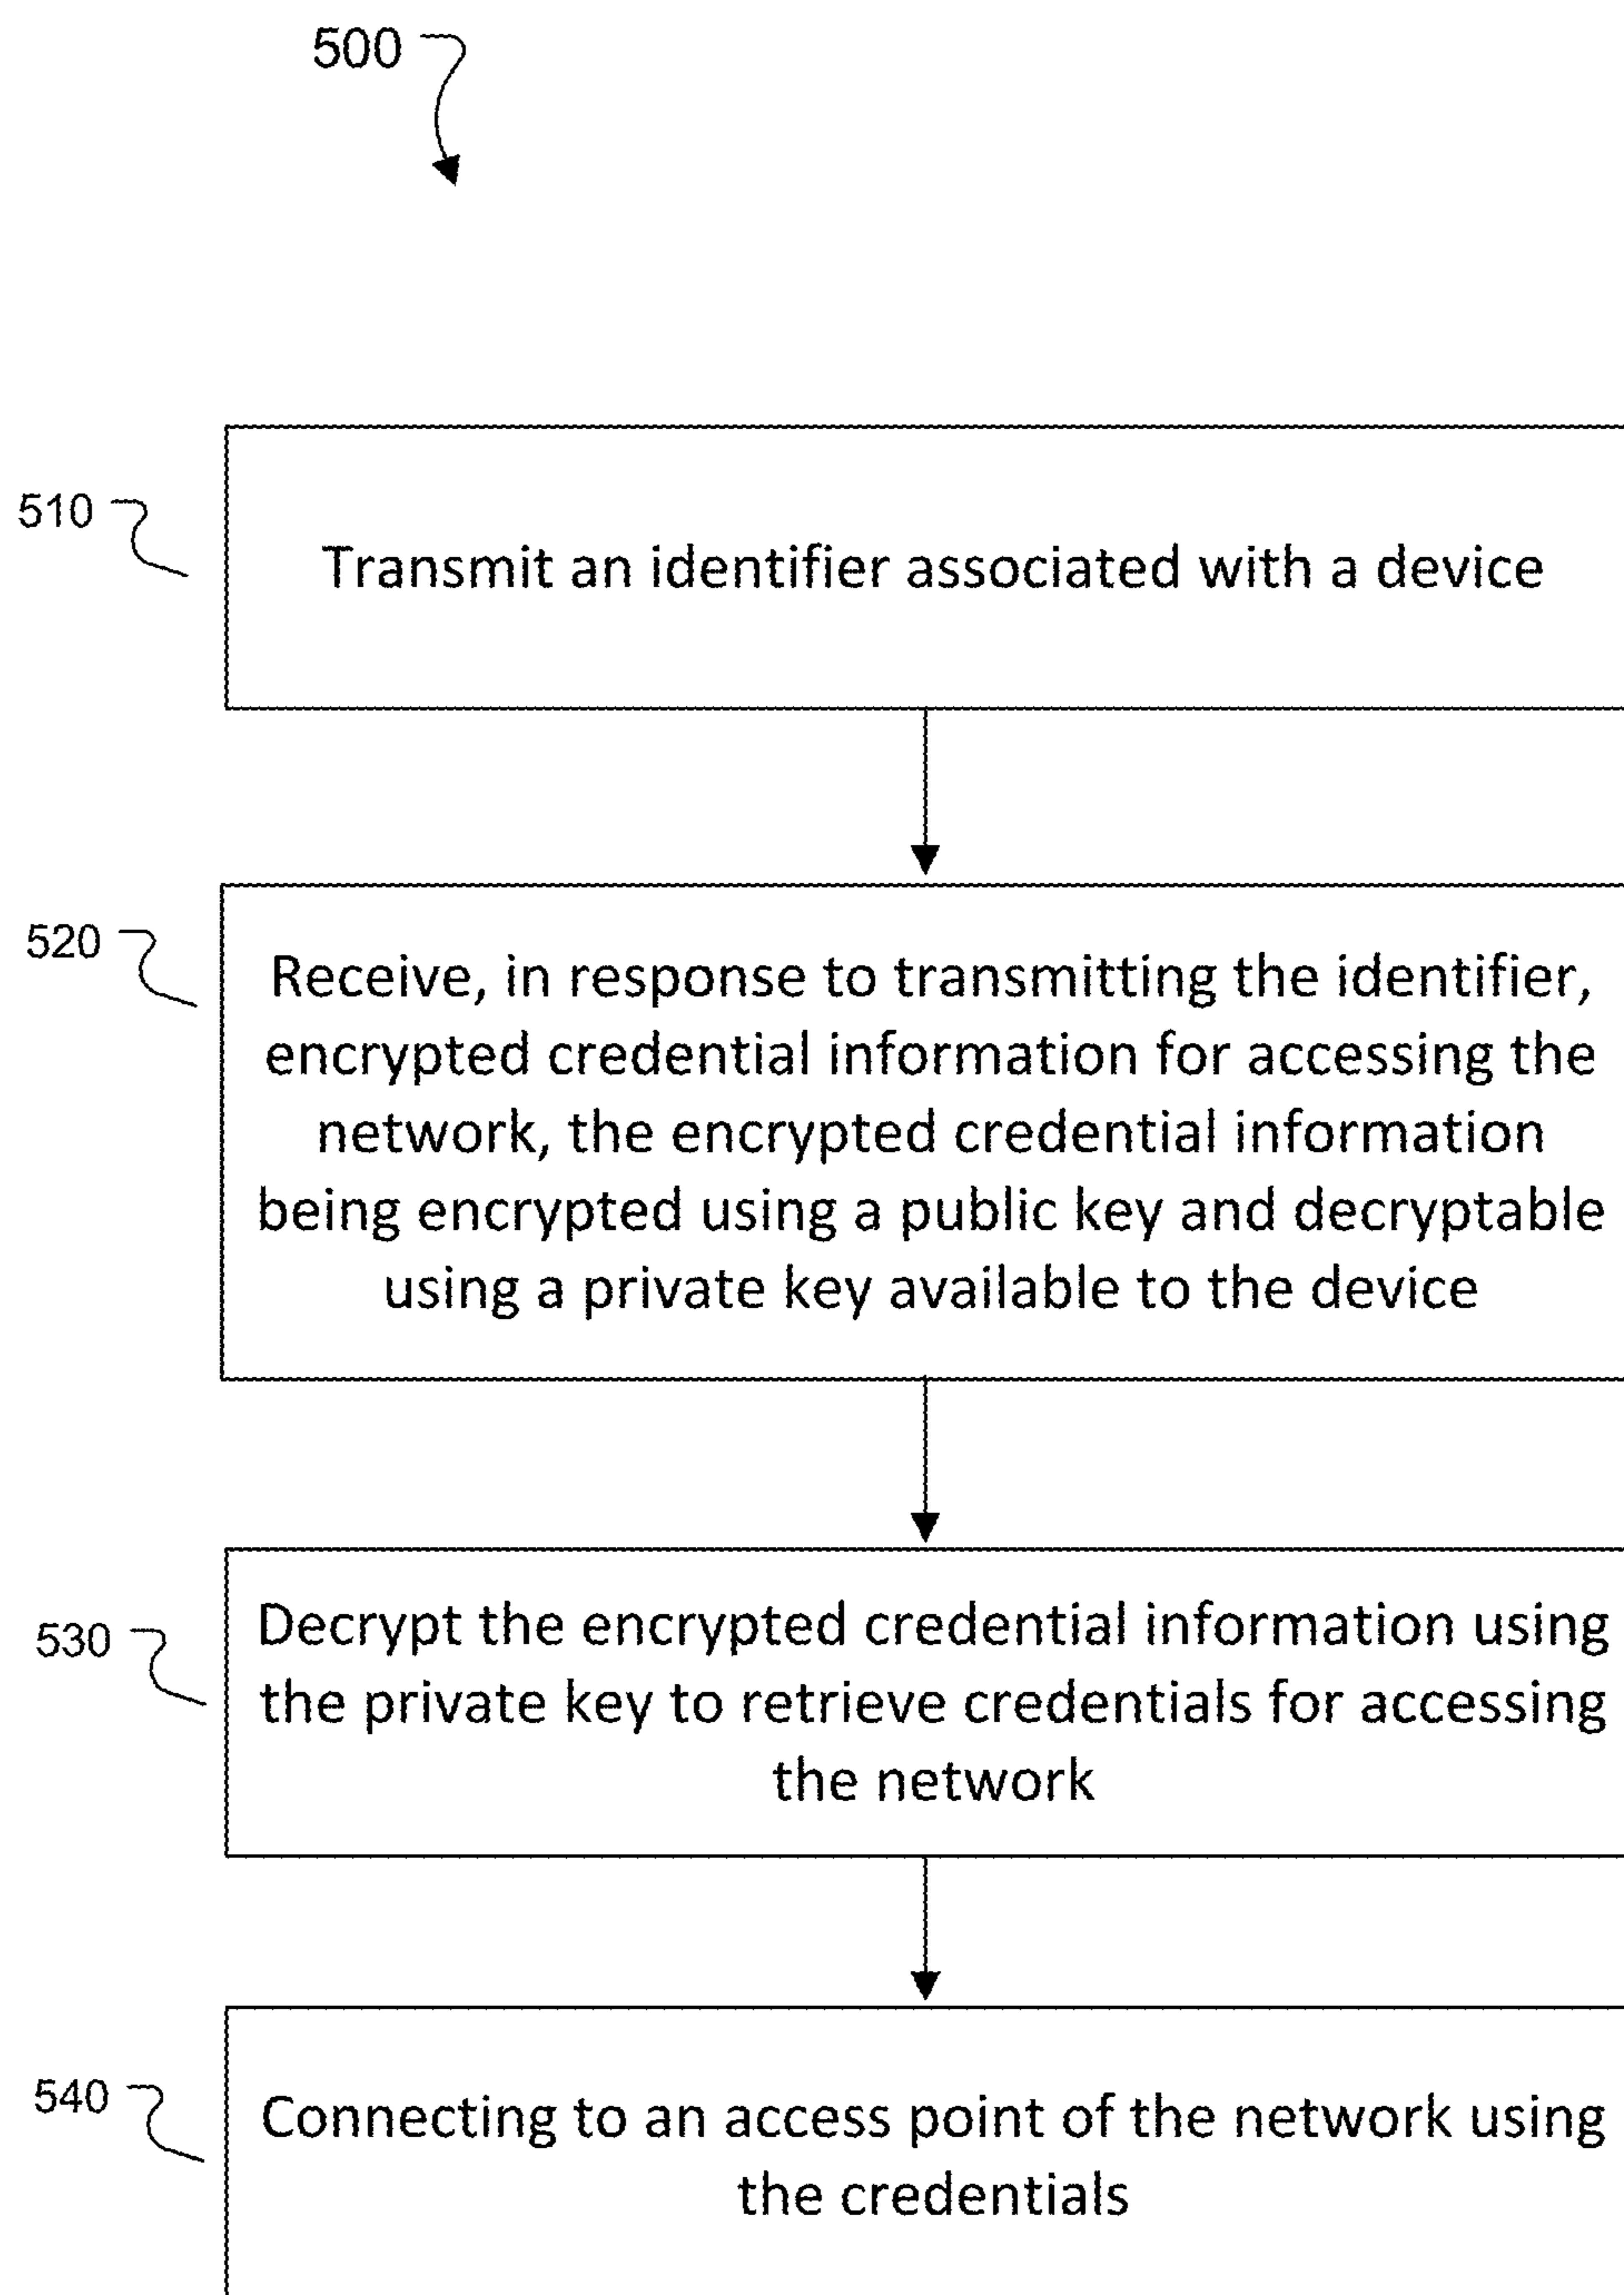 500
510
Transmit an identifier associated with a device
520
Receive, in response to transmitting the identifier,
encrypted credential information for accessing the
network, the encrypted credential information
being encrypted using a public key and decryptable
using a private key available to the device
530
Decrypt the encrypted credential information using
the private key to retrieve credentials for accessing
the network
540
Connecting to an access point of the network using
the credentials